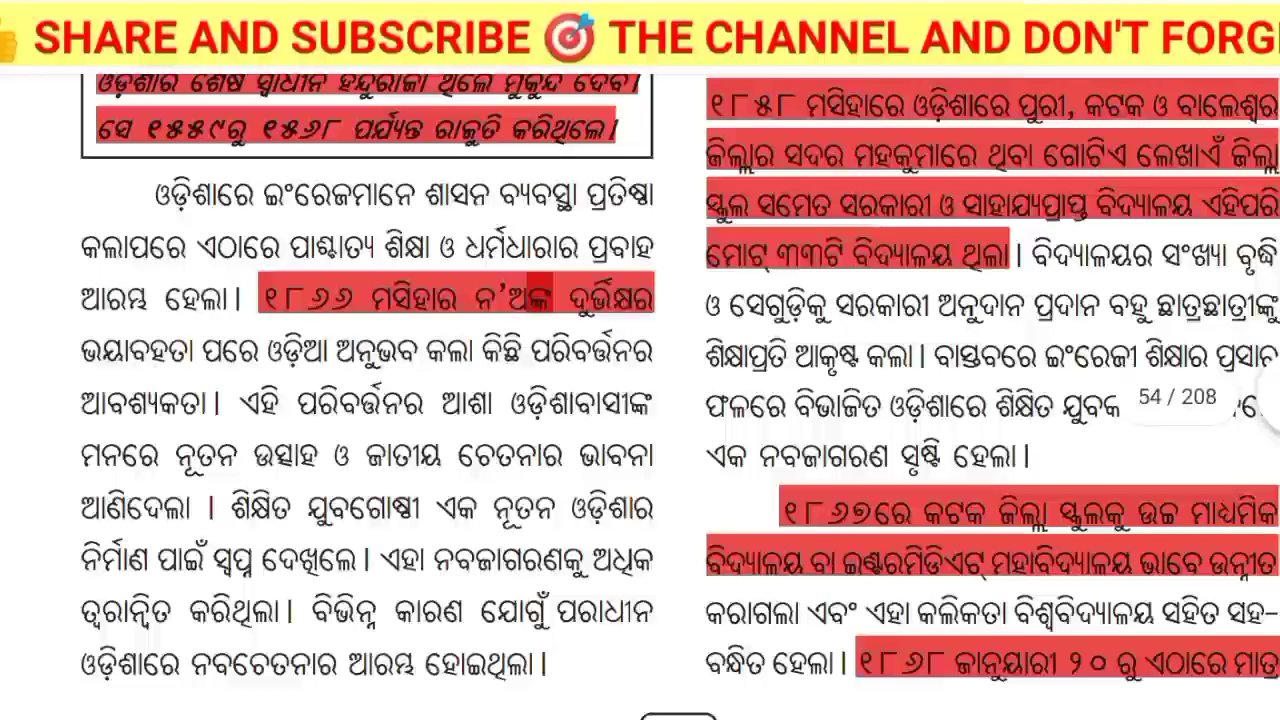 SHARE AND SUBSCRIBE 🎯 THE CHANNEL AND DON'T FORG
ଓଡ଼ିଶାର ଶେଷ ସ୍ୱାଧୀନ ହିନ୍ଦୁରାଜା ଥିଲେ ମୁକୁନ୍ଦ ଦେବ।
ସେ ୧୫୫୯ରୁ ୧୫୬୮ ପର୍ଯ୍ୟନ୍ତ ରାଜୁତି କରିଥିଲେ।
ଓଡ଼ିଶାରେ ଇଂରେଜମାନେ ଶାସନ ବ୍ୟବସ୍ଥା ପ୍ରତିଷ୍ଠା
କଲାପରେ ଏଠାରେ ପାଶ୍ଚାତ୍ୟ ଶିକ୍ଷା ଓ ଧର୍ମଧାରାର ପ୍ରବାହ
ଆରମ୍ଭ ହେଲା। ୧୮୬୬ ମସିହାର ନ'ଅଙ୍କ ଦୁର୍ଭିକ୍ଷର
ଭୟାବହତା ପରେ ଓଡ଼ିଆ ଅନୁଭବ କଲା କିଛି ପରିବର୍ତ୍ତନର
ଆବଶ୍ୟକତା। ଏହି ପରିବର୍ତ୍ତନର ଆଶା ଓଡ଼ିଶାବାସୀଙ୍କ
ମନରେ ନୂତନ ଉତ୍ସାହ ଓ ଜାତୀୟ ଚେତନାର ଭାବନା
ଆଣିଦେଲା । ଶିକ୍ଷିତ ଯୁବଗୋଷ୍ଠୀ ଏକ ନୂତନ ଓଡ଼ିଶାର
ନିର୍ମାଣ ପାଇଁ ସ୍ୱପ୍ନ ଦେଖିଲେ। ଏହା ନବଜାଗରଣକୁ ଅଧିକ
ତ୍ୱରାନ୍ୱିତ କରିଥିଲା। ବିଭିନ୍ନ କାରଣ ଯୋଗୁଁ ପରାଧୀନ
ଓଡ଼ିଶାରେ ନବଚେତନାର ଆରମ୍ଭ ହୋଇଥିଲା।
୧୮୫୮ ମସିହାରେ ଓଡ଼ିଶାରେ ପୁରୀ, କଟକ ଓ ବାଲେଶ୍ୱର
ଜିଲ୍ଲାର ସଦର ମହକୁମାରେ ଥିବା ଗୋଟିଏ ଲେଖାଏଁ ଜିଲ୍ଲା
ସ୍କୁଲ ସମେତ ସରକାରୀ ଓ ସାହାଯ୍ୟପ୍ରାପ୍ତ ବିଦ୍ୟାଳୟ ଏହିପରି
ମୋଟ୍ ୩୩ଟି ବିଦ୍ୟାଳୟ ଥିଲା। ବିଦ୍ୟାଳୟର ସଂଖ୍ୟା ବୃଦ୍ଧି
ଓ ସେଗୁଡ଼ିକୁ ସରକାରୀ ଅନୁଦାନ ପ୍ରଦାନ ବହୁ ଛାତ୍ରଛାତ୍ରୀଙ୍କୁ
ଶିକ୍ଷାପ୍ରତି ଆକୃଷ୍ଟ କଲା। ବାସ୍ତବରେ ଇଂରେଜୀ ଶିକ୍ଷାର ପ୍ରସାର
ଫଳରେ ବିଭାଜିତ ଓଡ଼ିଶାରେ ଶିକ୍ଷିତ ଯୁବକ
54 / 208
ଏକ ନବଜାଗରଣ ସୃଷ୍ଟି ହେଲା।
୧୮୬୭ରେ କଟକ ଜିଲ୍ଲା ସ୍କୁଲକୁ ଉଚ୍ଚ ମାଧ୍ୟମିକ
ବିଦ୍ୟାଳୟ ବା ଇଣ୍ଟରମିଡିଏଟ୍ ମହାବିଦ୍ୟାଳୟ ଭାବେ ଉନ୍ନୀତ
କରାଗଲା ଏବଂ ଏହା କଲିକତା ବିଶ୍ୱବିଦ୍ୟାଳୟ ସହିତ ସହ-
ବନ୍ଧିତ ହେଲା। ୧୮୬୮ ଜାନୁୟାରୀ ୨୦ ରୁ ଏଠାରେ ମାତ୍ର